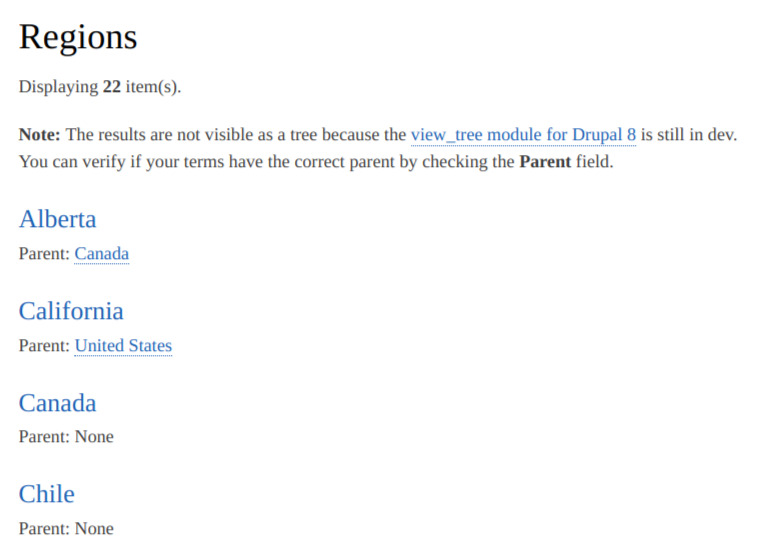 Regions
Displaying 22 item(s).
Note: The results are not visible as a tree because the view_tree module for Drupal 8 is still in dev.
You can verify if your terms have the correct parent by checking the Parent field.
Alberta
Parent: Canada
California
Parent: United States
Canada
Parent: None
Chile
Parent: None